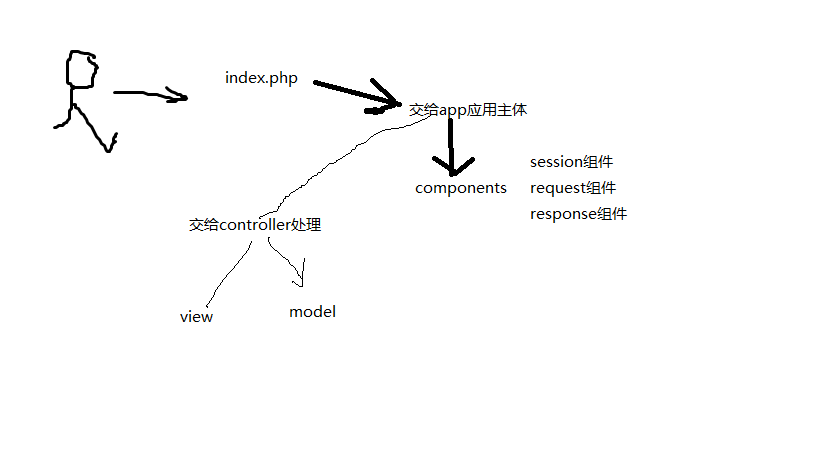 index.php
交给app应用主体
session组件
components
request组件
response组件
交给controller处理
view
model